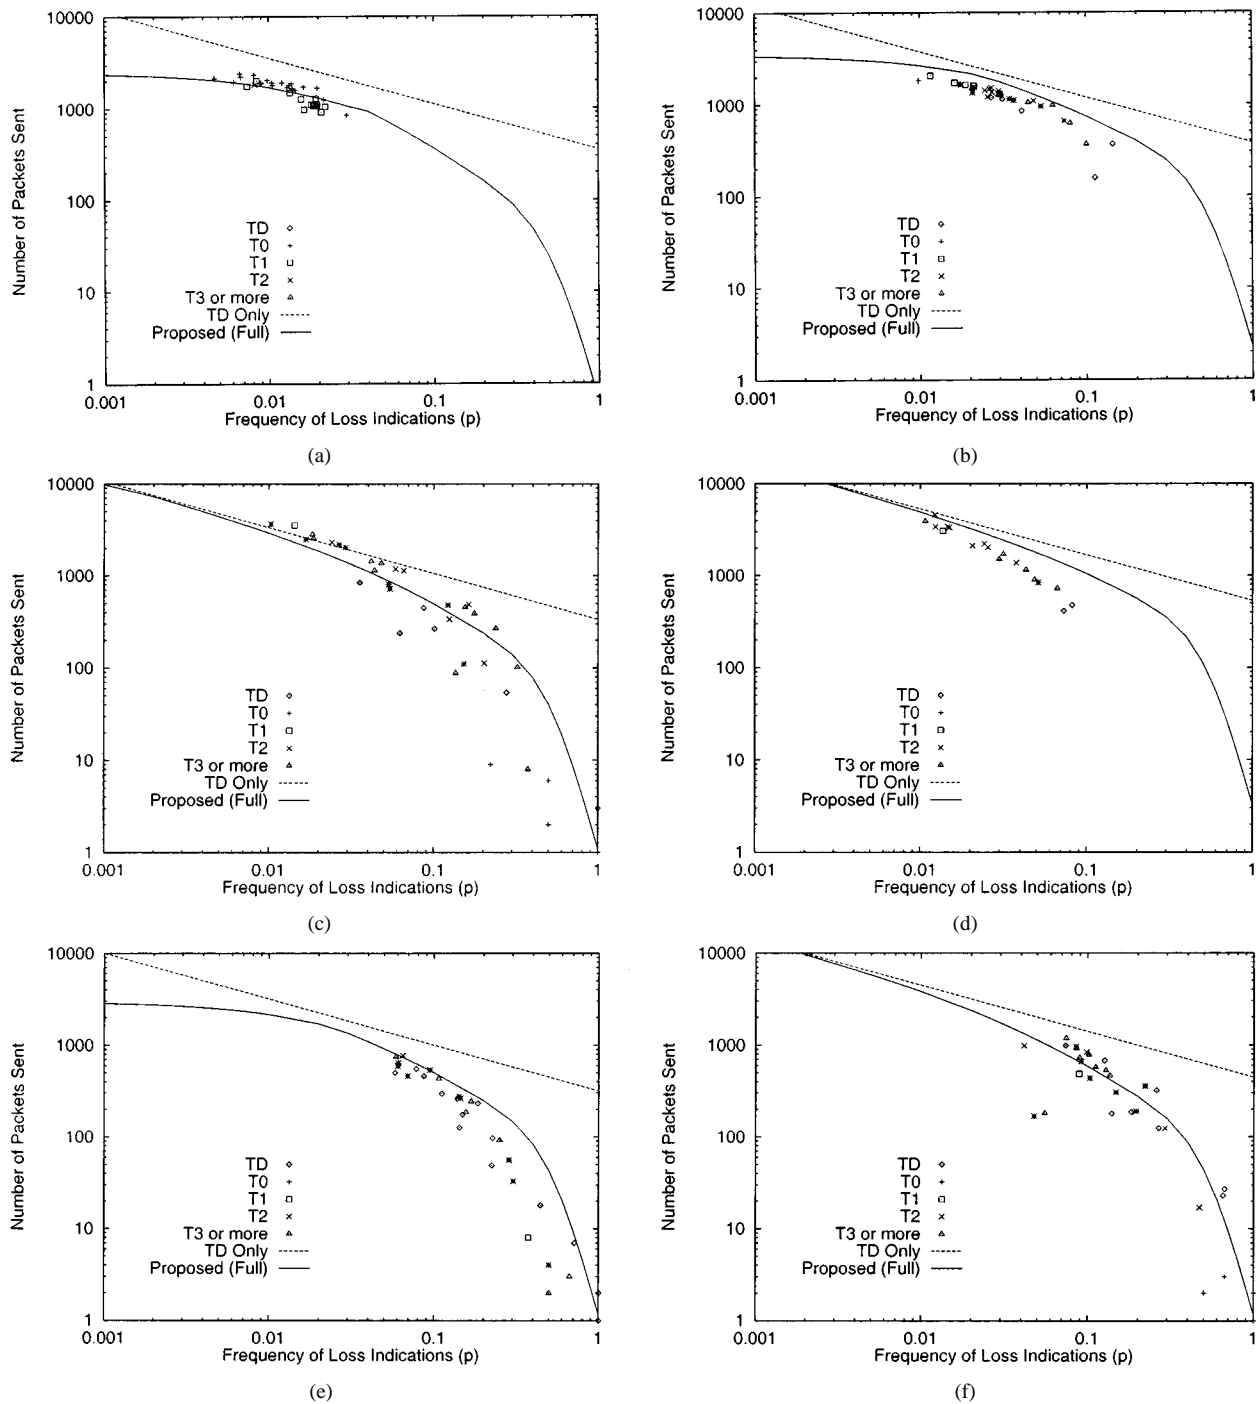 10000
1000
100
10
1
Number of Packets Sent
TD
T0
T1
T2
T3 or more
TD Only
Proposed (Full)
0.001 0.01 0.1 1
Frequency of Loss Indications (p)
(a)
10000
1000
100
10
1
Number of Packets Sent
TD
T0
T1
T2
T3 or more
TD Only
Proposed (Full)
0.001 0.01 0.1 1
Frequency of Loss Indications (p)
(b)
10000
1000
100
10
1
Number of Packets Sent
TD
T0
T1
T2
T3 or more
TD Only
Proposed (Full)
0.001 0.01 0.1 1
Frequency of Loss Indications (p)
(c)
10000
1000
100
10
1
Number of Packets Sent
TD
T0
T1
T2
T3 or more
TD Only
Proposed (Full)
0.001 0.01 0.1 1
Frequency of Loss Indications (p)
(d)
10000
1000
100
10
1
Number of Packets Sent
TD
T0
T1
T2
T3 or more
TD Only
Proposed (Full)
0.001 0.01 0.1 1
Frequency of Loss Indications (p)
(e)
10000
1000
100
10
1
Number of Packets Sent
TD
T0
T1
T2
T3 or more
TD Only
Proposed (Full)
0.001 0.01 0.1 1
Frequency of Loss Indications (p)
(f)